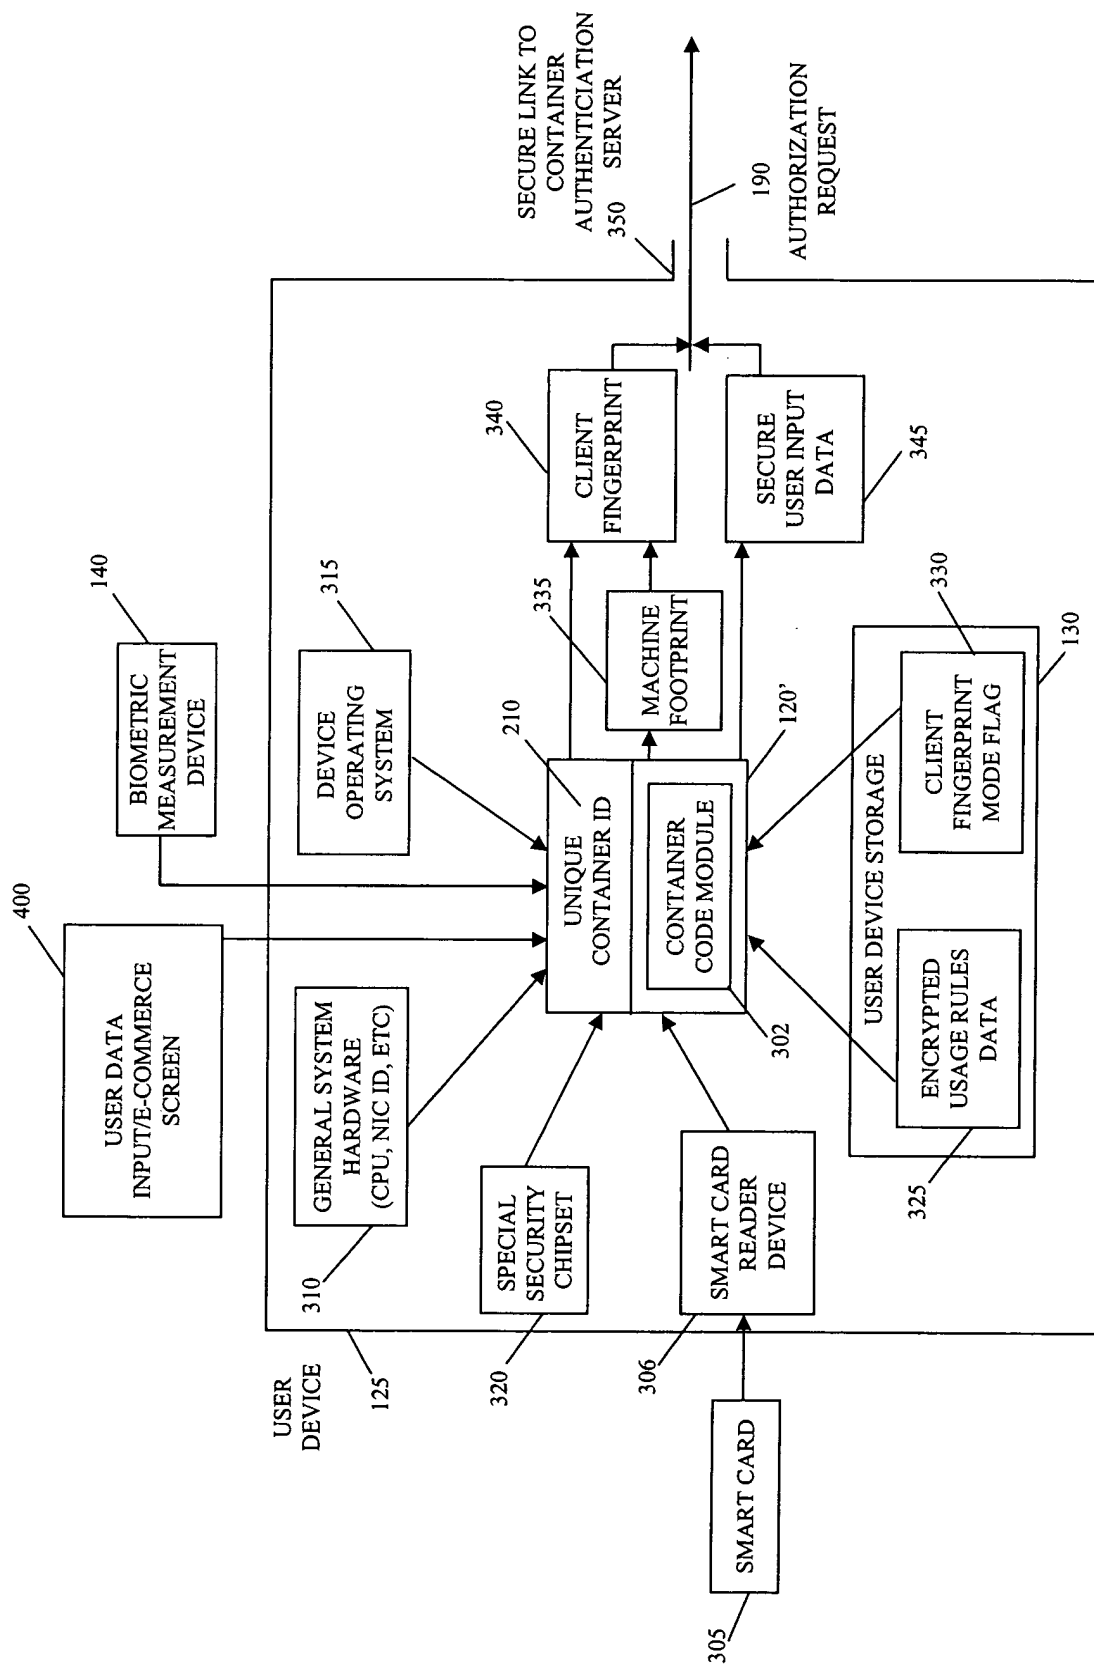 400
USER DATA
INPUT/E-COMMERCE
SCREEN
140
BIOMETRIC
MEASUREMENT
DEVICE
USER
DEVICE
125
310
GENERAL SYSTEM
HARDWARE
(CPU, NIC ID, ETC)
315
DEVICE
OPERATING
SYSTEM
SECURE LINK TO
CONTAINER
AUTHENTICIATION
SERVER
350
320
SPECIAL
SECURITY
CHIPSET
210
UNIQUE
CONTAINER ID
335
MACHINE
FOOTPRINT
340
CLIENT
FINGERPRINT
190
AUTHORIZATION
REQUEST
305
SMART CARD
306
SMART CARD
READER
DEVICE
302
CONTAINER
CODE MODULE
120'
SECURE
USER INPUT
DATA
345
USER DEVICE STORAGE
325
ENCRYPTED
USAGE RULES
DATA
330
CLIENT
FINGERPRINT
MODE FLAG
130